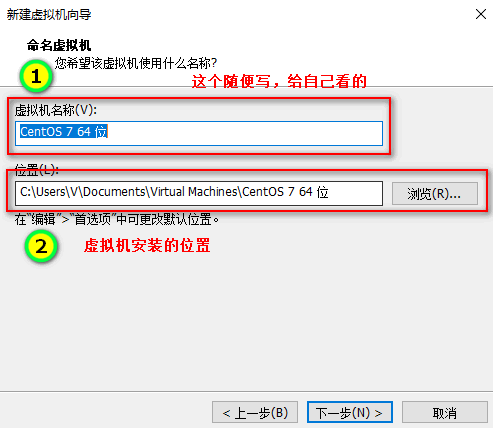 新建虚拟机向导
命名虚拟机
您希望该虚拟机使用什么名称?
1
这个随便写，给自己看的
虚拟机名称(V):
CentOS 7 64 位
位置(L):
C:\Users\V\Documents\Virtual Machines\CentOS 7 64 位
浏览(R)...
在“编辑”>“首选项”中可更改默认位置。
2
虚拟机安装的位置
< 上一步(B)
下一步(N) >
取消